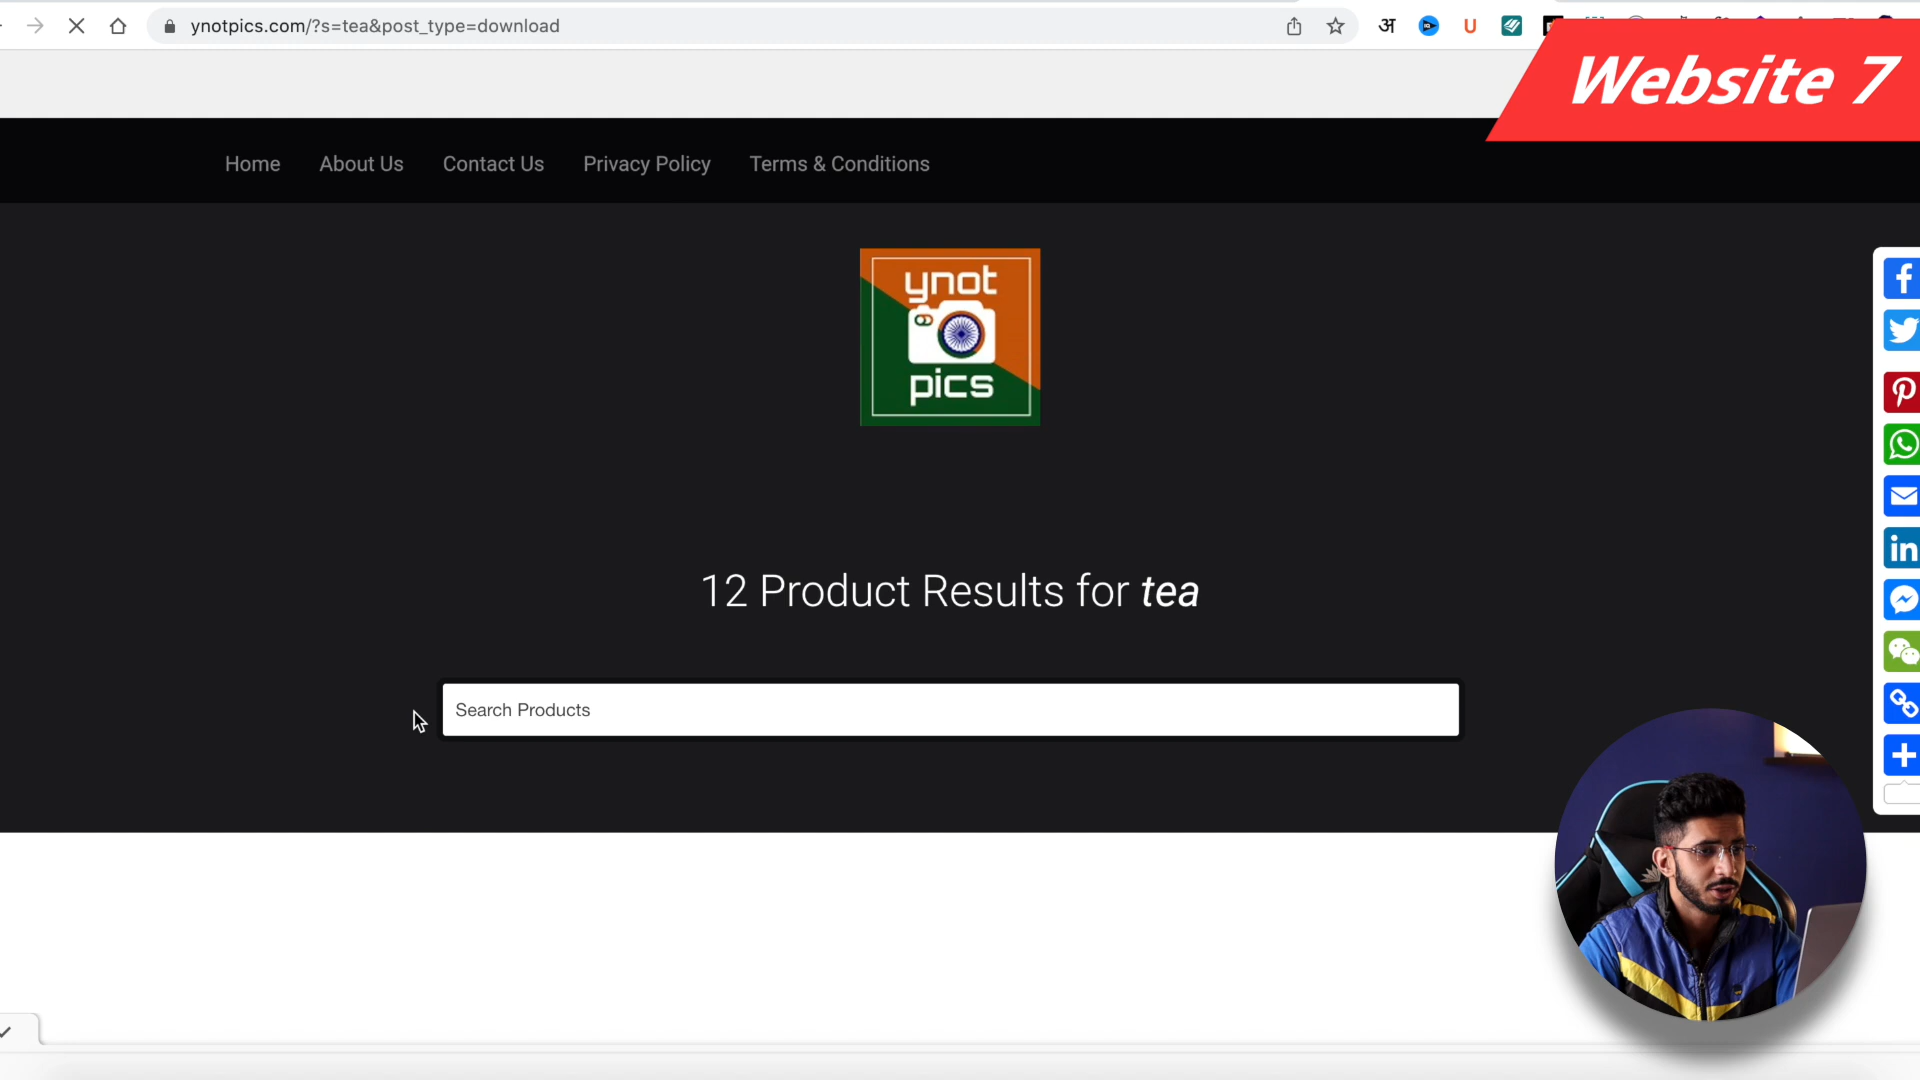 ynotpics.com/?s=tea&post_type=download
अ
U
Website 7
Home About Us Contact Us Privacy Policy Terms & Conditions
ynot
pics
12 Product Results for tea
Search Products